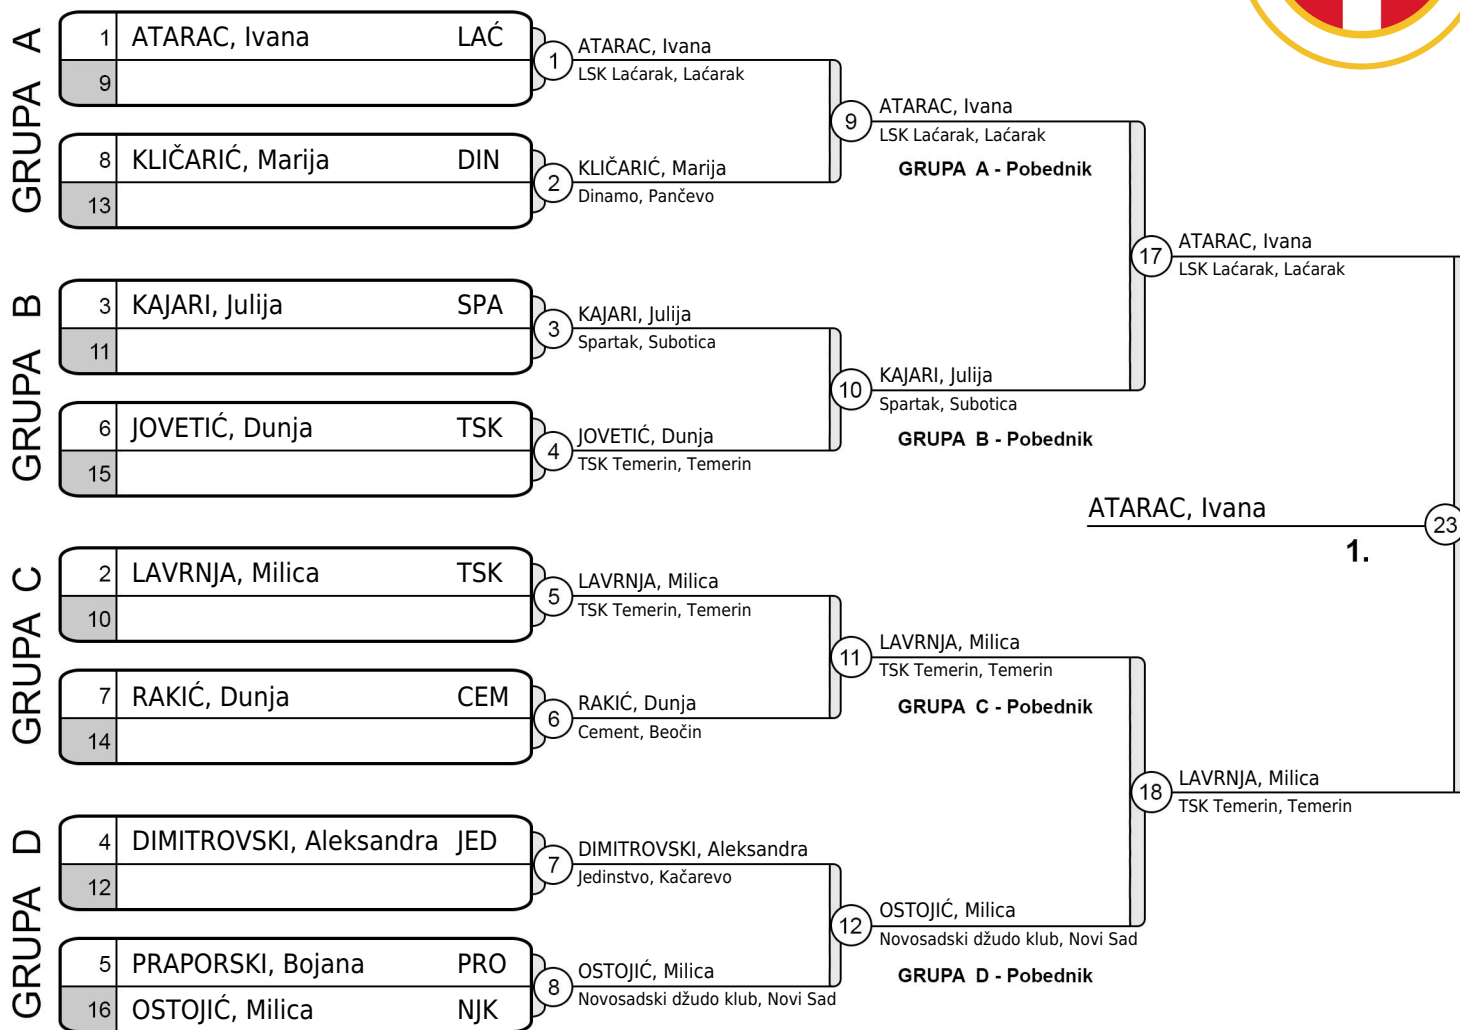 GRUPA A
1 ATARAC, Ivana LAĆ
9
8 KLIČARIĆ, Marija DIN
13
GRUPA B
3 KAJARI, Julija SPA
11
6 JOVETIĆ, Dunja TSK
15
GRUPA C
2 LAVRNJA, Milica TSK
10
7 RAKIĆ, Dunja CEM
14
GRUPA D
4 DIMITROVSKI, Aleksandra JED
12
5 PRAPORSKI, Bojana PRO
16 OSTOJIĆ, Milica NJK
1 ATARAC, Ivana
LSK Laćarak, Laćarak
2 KLIČARIĆ, Marija
Dinamo, Pančevo
3 KAJARI, Julija
Spartak, Subotica
4 JOVETIĆ, Dunja
TSK Temerin, Temerin
5 LAVRNJA, Milica
TSK Temerin, Temerin
6 RAKIĆ, Dunja
Cement, Beočin
7 DIMITROVSKI, Aleksandra
Jedinstvo, Kačarevo
8 OSTOJIĆ, Milica
Novosadski džudo klub, Novi Sad
9 ATARAC, Ivana
LSK Laćarak, Laćarak
GRUPA A - Pobednik
10 KAJARI, Julija
Spartak, Subotica
GRUPA B - Pobednik
11 LAVRNJA, Milica
TSK Temerin, Temerin
GRUPA C - Pobednik
12 OSTOJIĆ, Milica
Novosadski džudo klub, Novi Sad
GRUPA D - Pobednik
17 ATARAC, Ivana
LSK Laćarak, Laćarak
18 LAVRNJA, Milica
TSK Temerin, Temerin
ATARAC, Ivana 23
1.